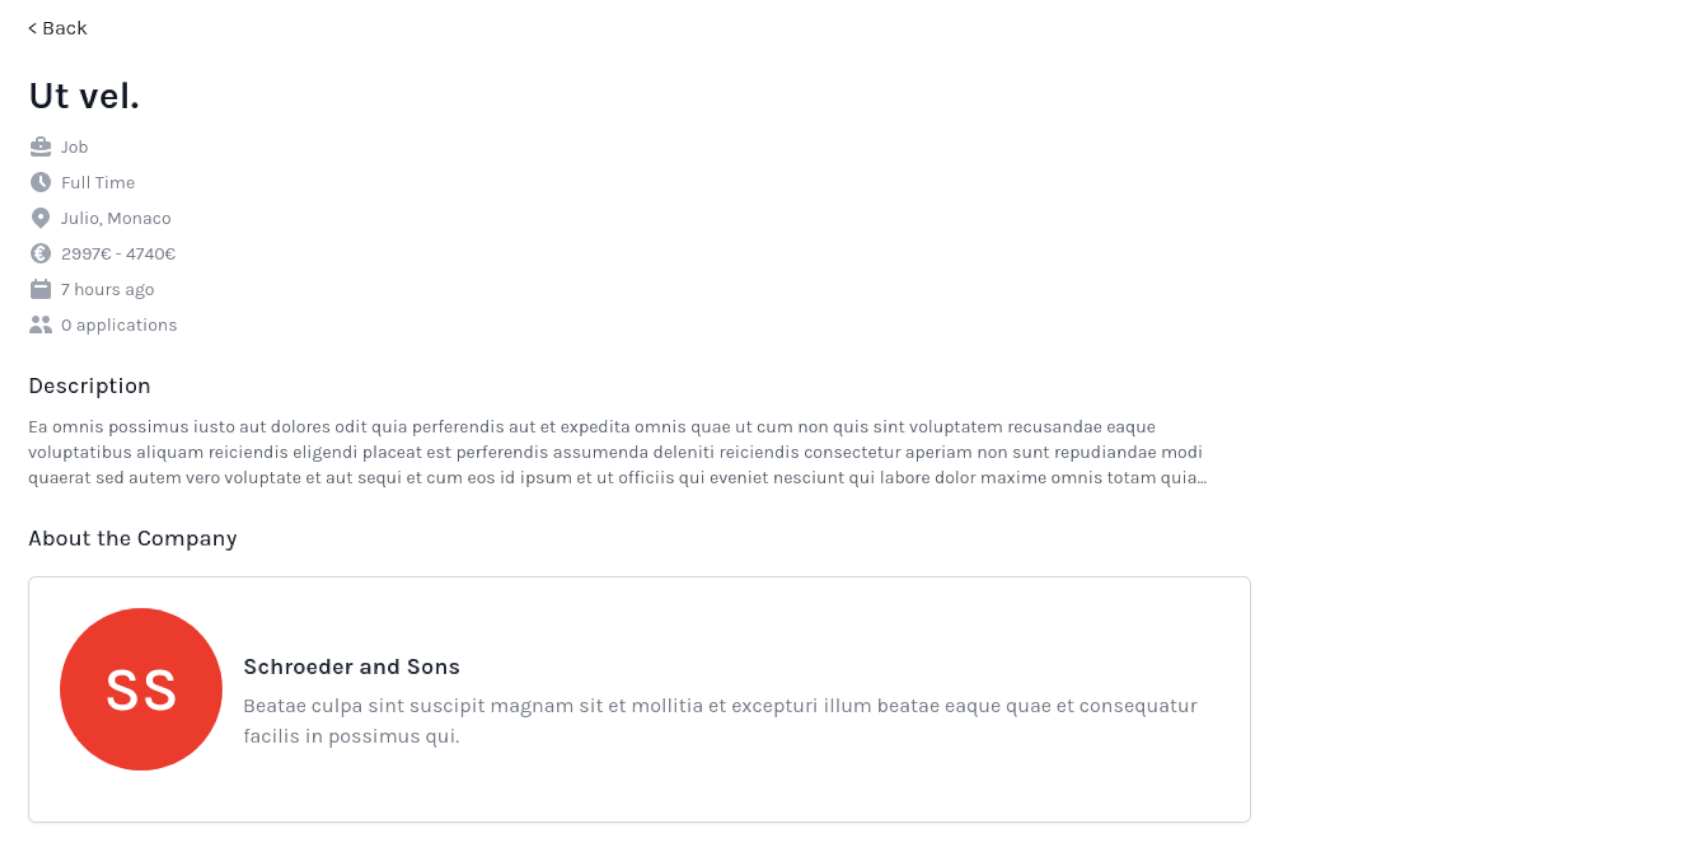 < Back
Ut vel.
Job
Full Time
Julio, Monaco
2997€ - 4740€
7 hours ago
0 applications
Description
Ea omnis possimus iusto aut dolores odit quia perferendis aut et expedita omnis quae ut cum non quis sint voluptatem recusandae eaque
voluptatibus aliquam reiciendis eligendi placeat est perferendis assumenda deleniti reiciendis consectetur aperiam non sunt repudiandae modi
quaerat sed autem vero voluptate et aut sequi et cum eos id ipsum et ut officiis qui eveniet nesciunt qui labore dolor maxime omnis totam quia...
About the Company
SS
Schroeder and Sons
Beatae culpa sint suscipit magnam sit et mollitia et excepturi illum beatae eaque quae et consequatur
facilis in possimus qui.